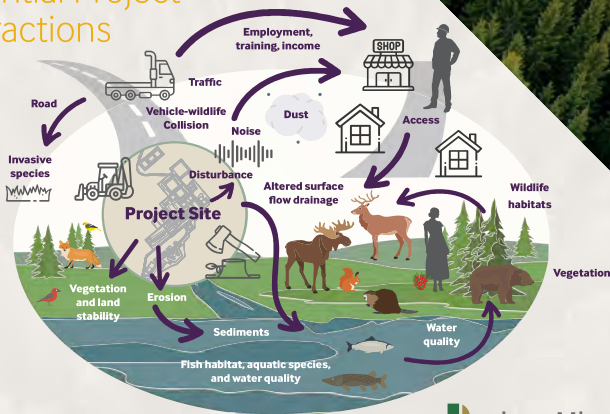 Project
actions
Employment,
training, income
SHOP
Traffic
Road
Vehicle-wildlife
Collision
Dust
Noise
Access
Invasive
species
Disturbance
Altered surface
flow drainage
Wildlife
habitats
Project Site
Vegetation
Vegetation
and land
stability
Erosion
Sediments
Water
quality
Fish habitat, aquatic species,
and water quality